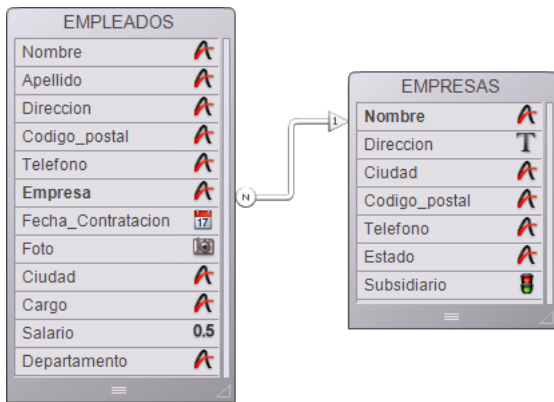 EMPLEADOS
Nombre
Apellido
Direccion
Codigo_postal
Telefono
Empresa
Fecha_Contratacion
17
Foto
Ciudad
Cargo
Salario 0.5
Departamento
N
1
EMPRESAS
Nombre
Direccion T
Ciudad
Codigo_postal
Telefono
Estado
Subsidiario